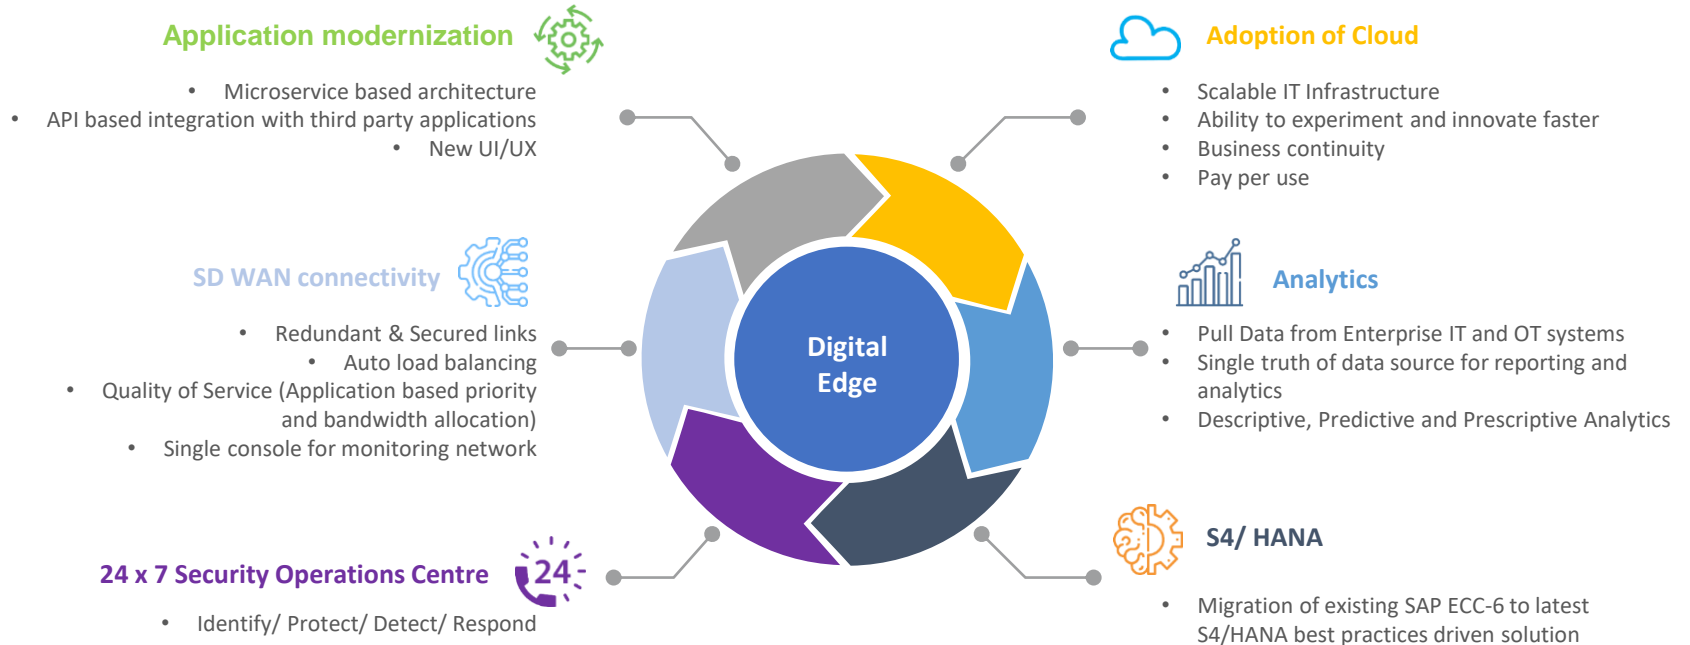 Application modernization
• Microservice based architecture
• API based integration with third party applications
• New UI/UX
SD WAN connectivity
• Redundant & Secured links
• Auto load balancing
• Quality of Service (Application based priority
and bandwidth allocation)
• Single console for monitoring network
24 x 7 Security Operations Centre
24
• Identify/ Protect/ Detect/ Respond
Digital
Edge
Adoption of Cloud
• Scalable IT Infrastructure
• Ability to experiment and innovate faster
• Business continuity
• Pay per use
Analytics
• Pull Data from Enterprise IT and OT systems
• Single truth of data source for reporting and
analytics
• Descriptive, Predictive and Prescriptive Analytics
S4/ HANA
• Migration of existing SAP ECC-6 to latest
S4/HANA best practices driven solution